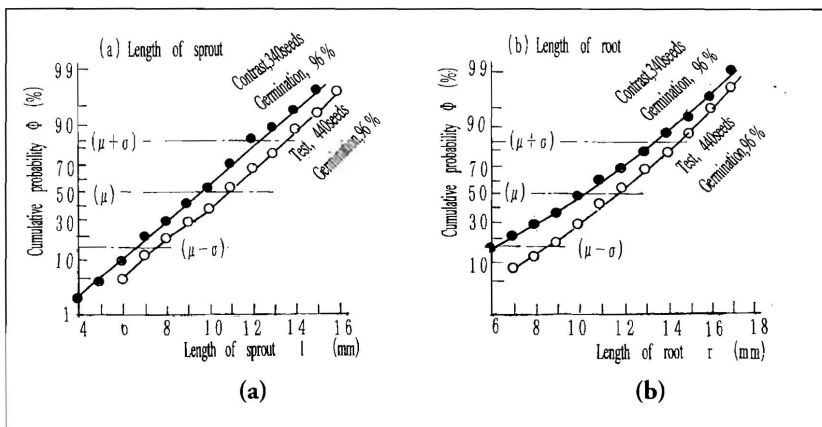 (a) Length of sprout
99
90
70
50
30
10
1
Cumulative probability Φ (%)
(μ+σ)
(μ)
(μ−σ)
Contrast,340seeds
Germination, 96 %
Test, 440seeds
Germination,96 %
4 6 8 10 12 14 16
Length of sprout l (mm)
(a)
(b) Length of root
99
90
70
50
30
10
1
Cumulative probability Φ (%)
(μ+σ)
(μ)
(μ−σ)
Contrast,340seeds
Germination, 96 %
Test, 440seeds
Germination,96 %
6 8 10 12 14 16 18
Length of root r (mm)
(b)